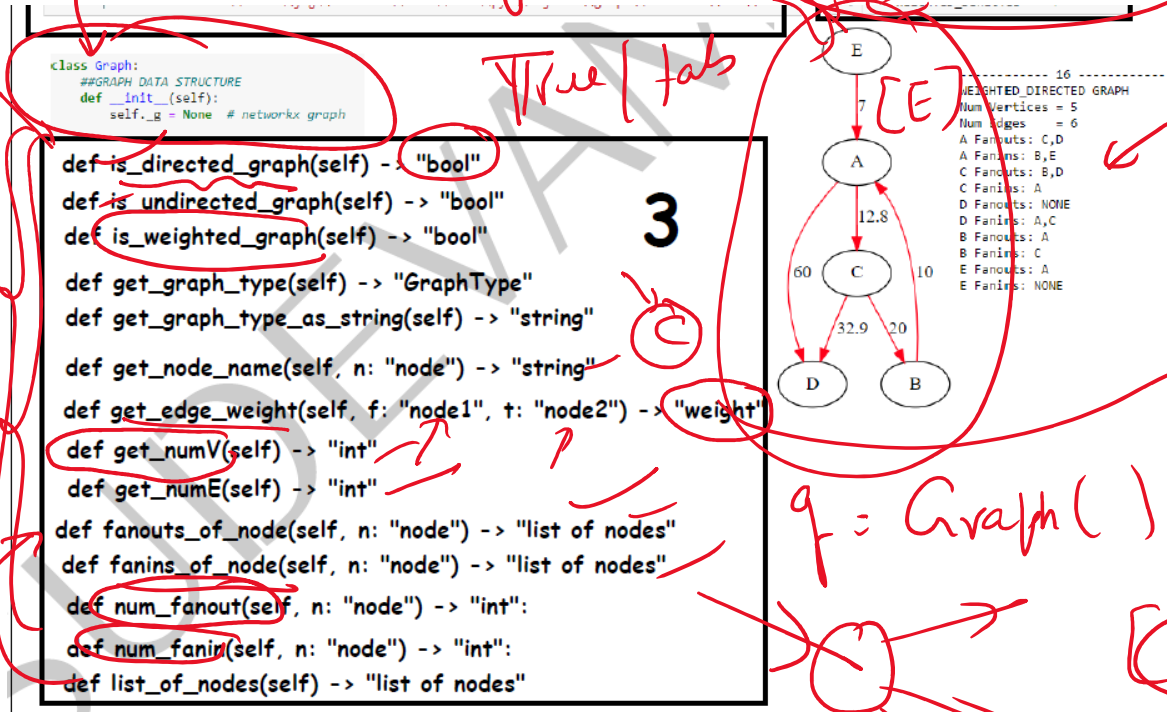 class Graph:
##GRAPH DATA STRUCTURE
def __init__(self):
self._g = None # networkx graph
True/
def is_directed_graph(self) -> "bool"
def is_undirected_graph(self) -> "bool"
def is_weighted_graph(self) -> "bool"
3
def get_graph_type(self) -> "GraphType"
def get_graph_type_as_string(self) -> "string"
C
def get_node_name(self, n: "node") -> "string"
def get_edge_weight(self, f: "node1", t: "node2") -> "weight"
def get_numV(self) -> "int"
def get_numE(self) -> "int"
def fanouts_of_node(self, n: "node") -> "list of nodes"
def fanins_of_node(self, n: "node") -> "list of nodes"
def num_fanout(self, n: "node") -> "int":
def num_fanin(self, n: "node") -> "int":
def list_of_nodes(self) -> "list of nodes"
E
7
[E]
A
12.8
60
C
10
32.9
20
D
B
---------- 16 ----------
WEIGHTED_DIRECTED GRAPH
Num Vertices = 5
Num Edges = 6
A Fanouts: C,D
A Fanins: B,E
C Fanouts: B,D
C Fanins: A
D Fanouts: NONE
D Fanins: A,C
B Fanouts: A
B Fanins: C
E Fanouts: A
E Fanins: NONE
g = Graph()
UDEVAN